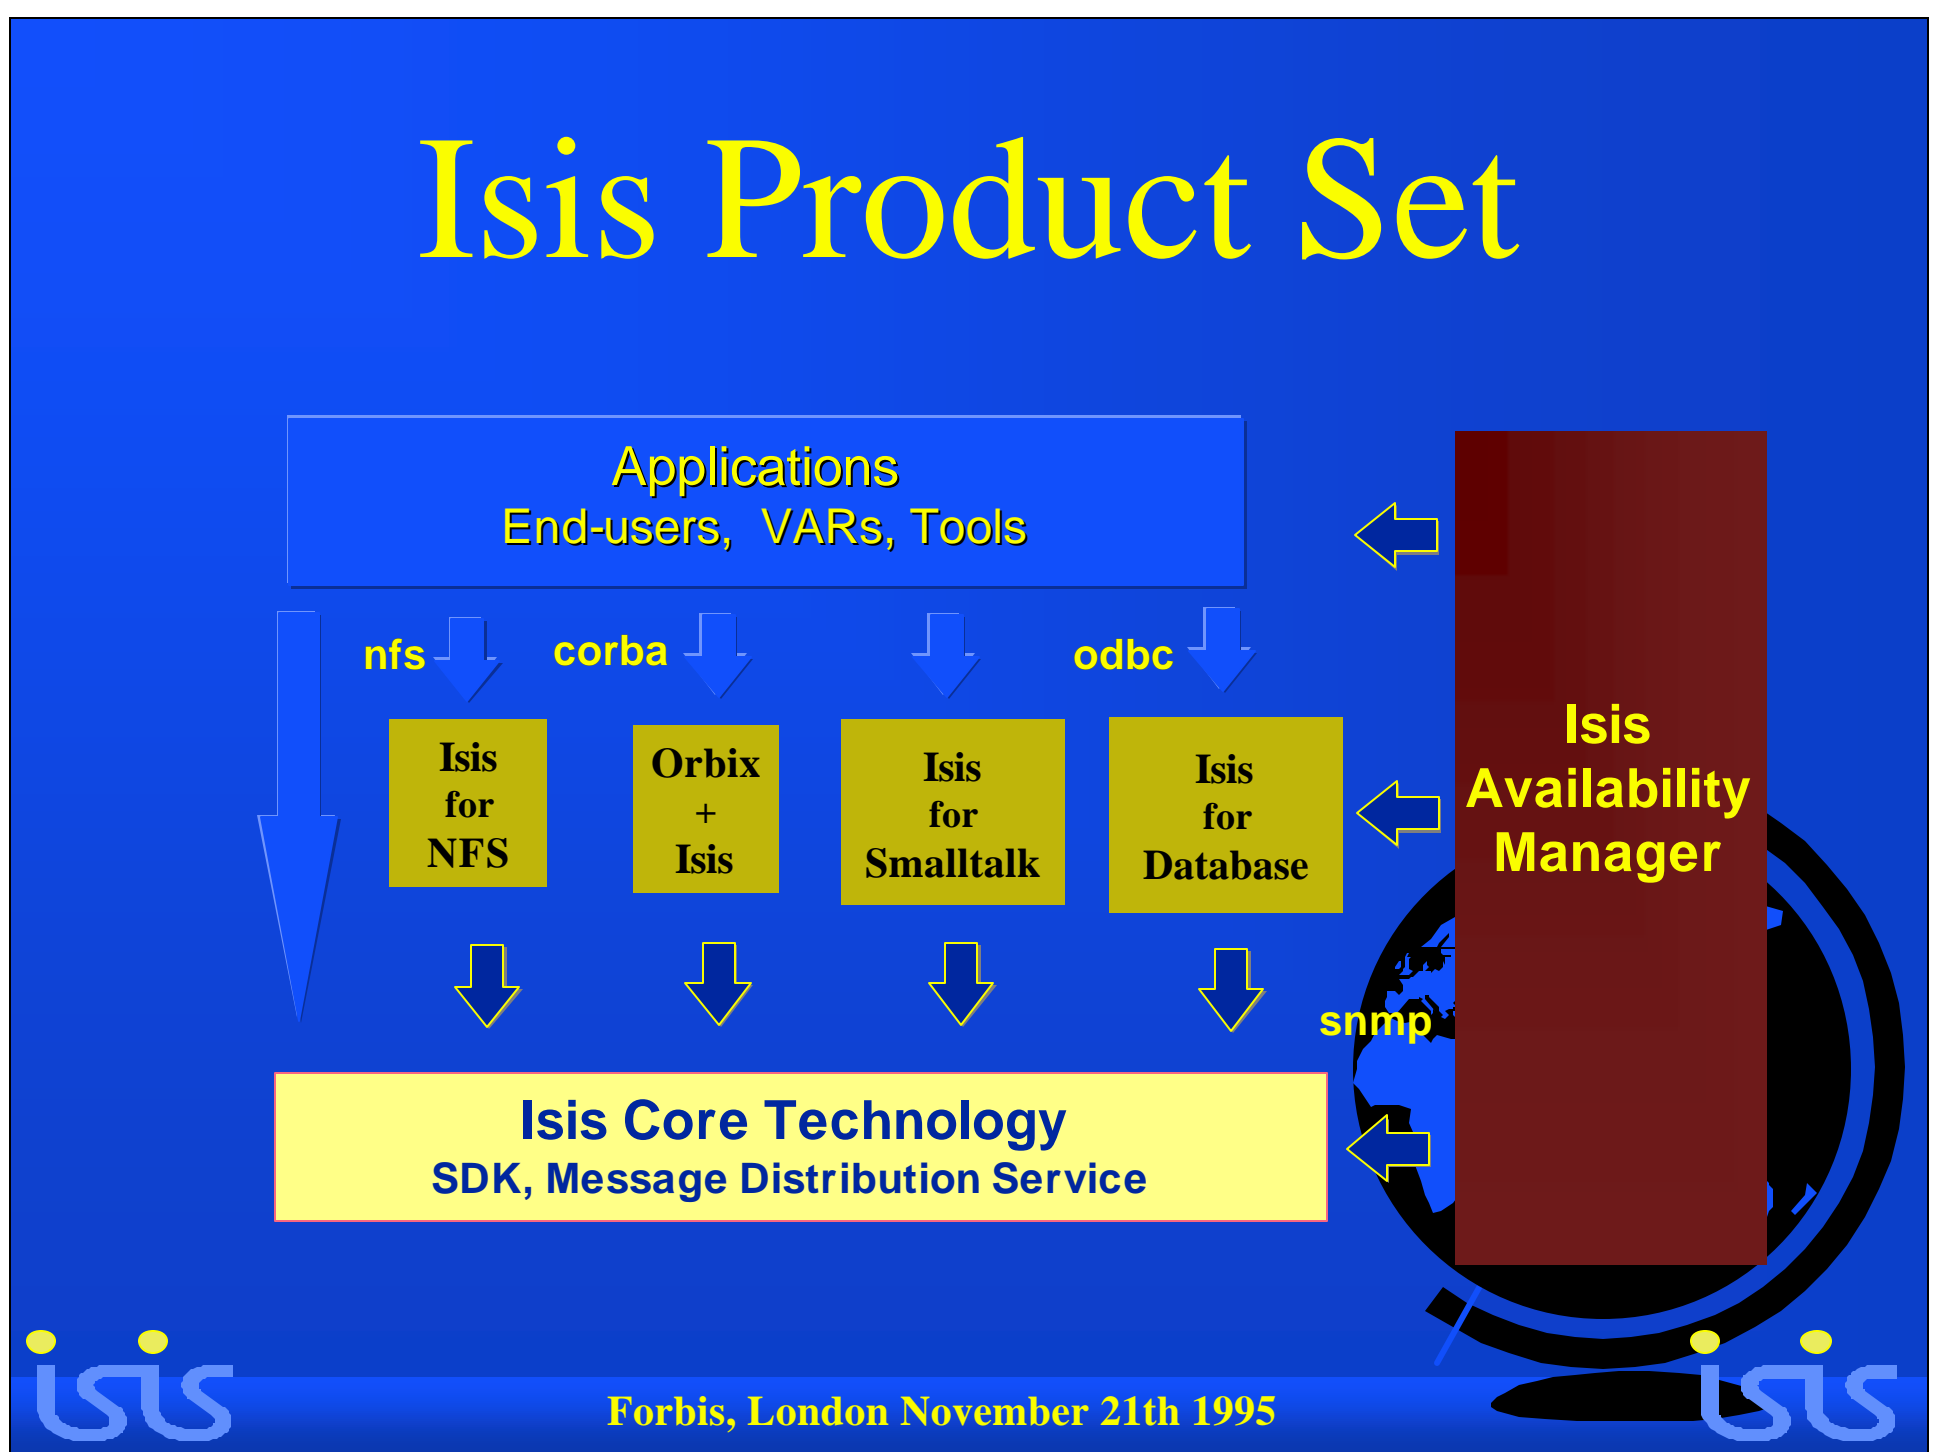 Isis Product Set
Applications
End-users, VARs, Tools
nfs
corba
odbc
Isis
for
NFS
Orbix
+
Isis
Isis
for
Smalltalk
Isis
for
Database
Isis
Availability
Manager
snmp
Isis Core Technology
SDK, Message Distribution Service
isis
Forbis, London November 21th 1995
isis